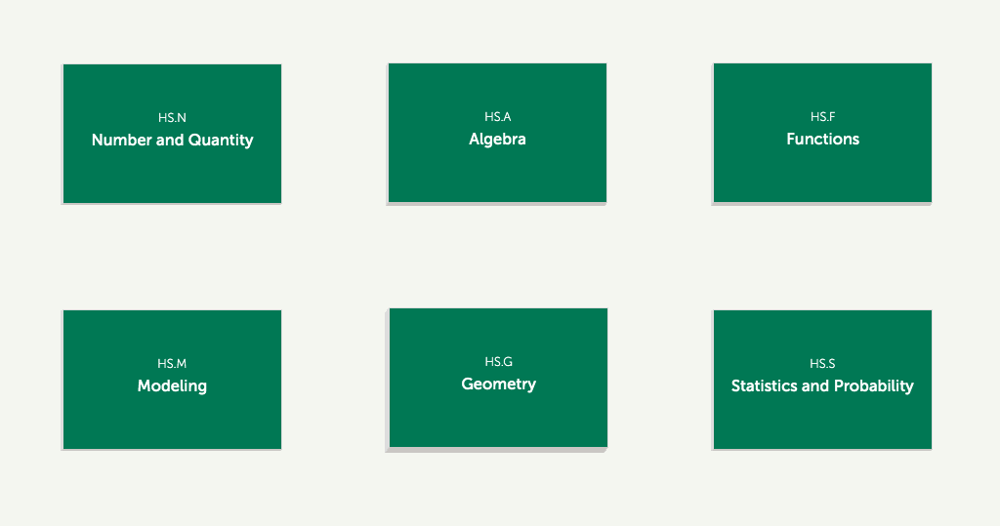 HS.N
Number and Quantity
HS.A
Algebra
HS.F
Functions
HS.M
Modeling
HS.G
Geometry
HS.S
Statistics and Probability